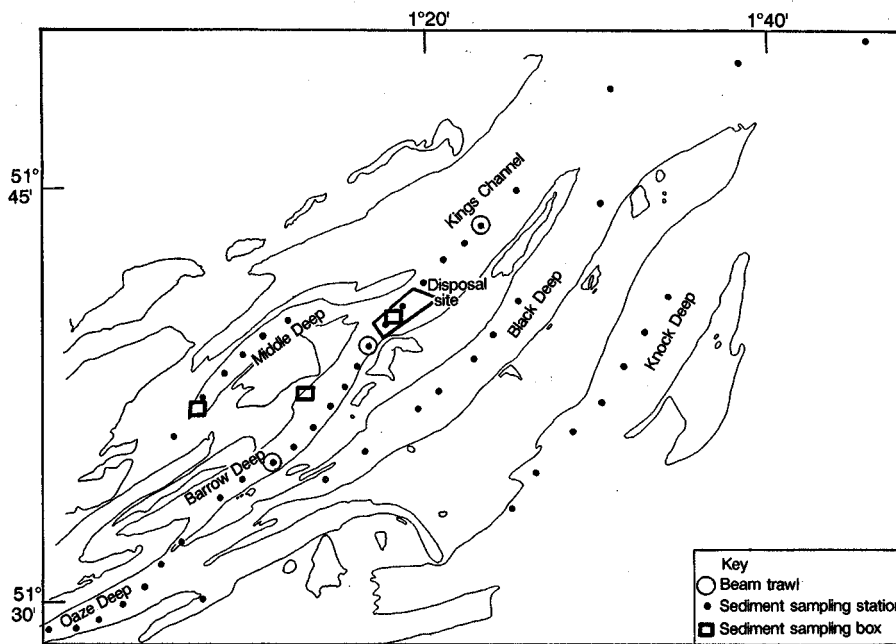 1°20' 1°40'
51°
45'
Kings Channel
Disposal
site
Black Deep
Middle Deep
Knock Deep
Barrow Deep
Oaze Deep
51°
30'
Key
Beam trawl
Sediment sampling station
Sediment sampling box